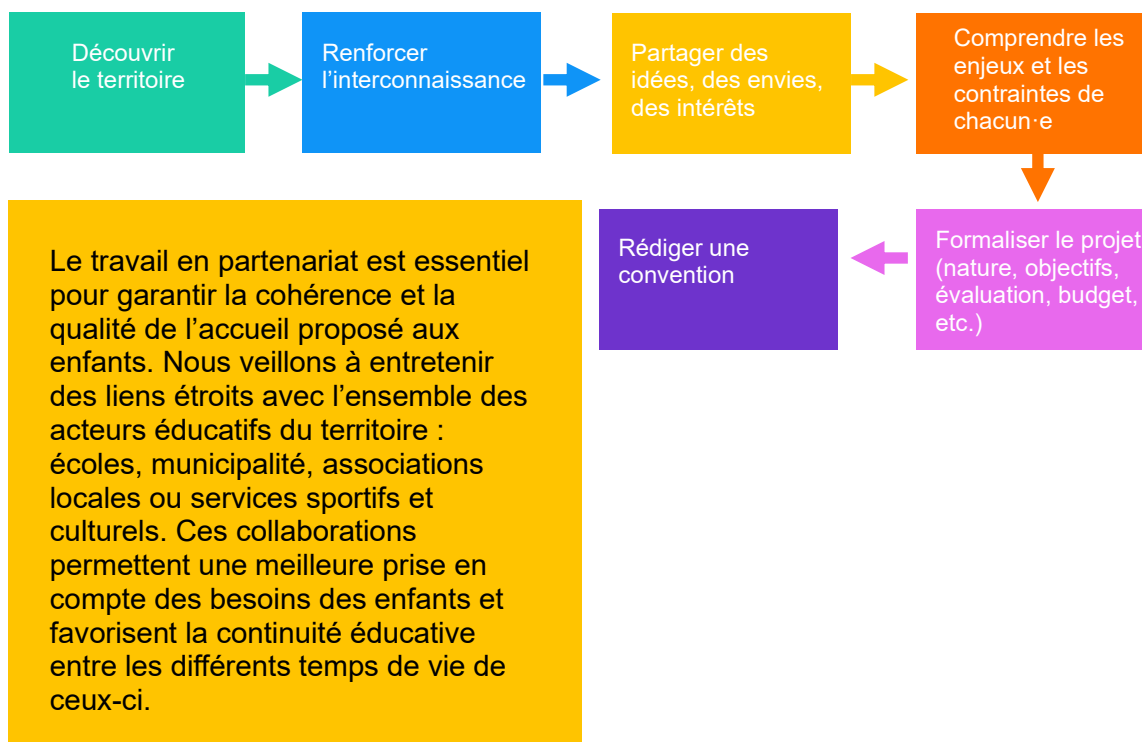 Découvrir
le territoire
Renforcer
l’interconnaissance
Partager des
idées, des envies,
des intérêts
Comprendre les
enjeux et les
contraintes de
chacun·e
Formaliser le projet
(nature, objectifs,
évaluation, budget,
etc.)
Rédiger une
convention
Le travail en partenariat est essentiel
pour garantir la cohérence et la
qualité de l’accueil proposé aux
enfants. Nous veillons à entretenir
des liens étroits avec l’ensemble des
acteurs éducatifs du territoire :
écoles, municipalité, associations
locales ou services sportifs et
culturels. Ces collaborations
permettent une meilleure prise en
compte des besoins des enfants et
favorisent la continuité éducative
entre les différents temps de vie de
ceux-ci.